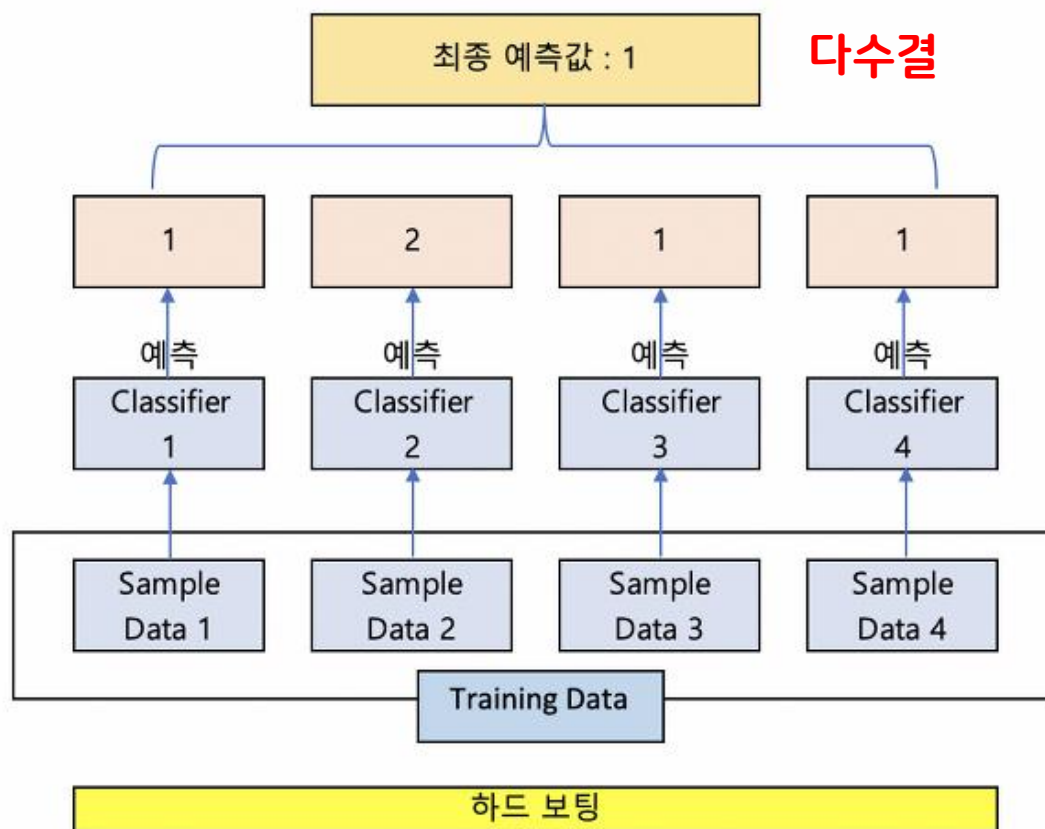 최종 예측값 : 1
다수결
1
2
1
1
예측
예측
예측
예측
Classifier
1
Classifier
2
Classifier
3
Classifier
4
Sample
Data 1
Sample
Data 2
Sample
Data 3
Sample
Data 4
Training Data
하드 보팅